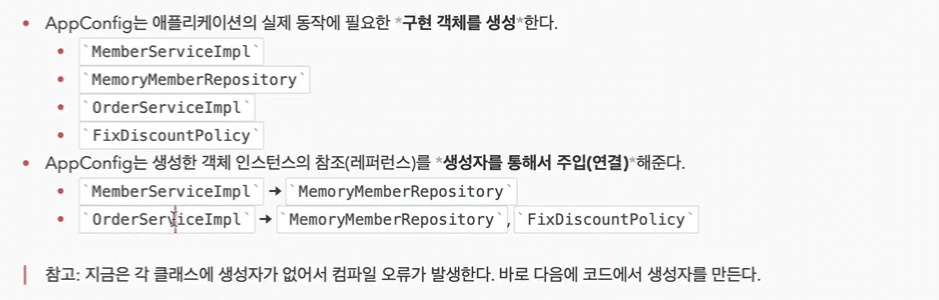 AppConfig는 애플리케이션의 실제 동작에 필요한 *구현 객체를 생성*한다.
`MemberServiceImpl`
`MemoryMemberRepository`
`OrderServiceImpl`
`FixDiscountPolicy`
AppConfig는 생성한 객체 인스턴스의 참조(레퍼런스)를 *생성자를 통해서 주입(연결)*해준다.
`MemberServiceImpl` → `MemoryMemberRepository`
`OrderServiceImpl` → `MemoryMemberRepository`, `FixDiscountPolicy`
참고: 지금은 각 클래스에 생성자가 없어서 컴파일 오류가 발생한다. 바로 다음에 코드에서 생성자를 만든다.